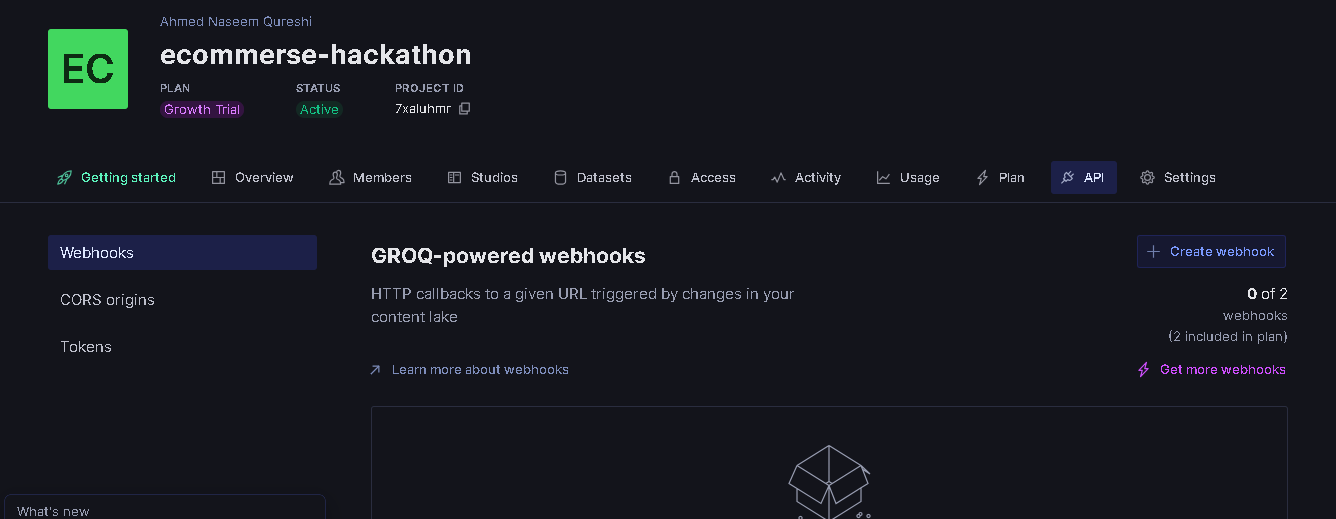 Ahmed Naseem Qureshi
EC
ecommerse-hackathon
PLAN STATUS PROJECT ID
Growth Trial Active 7xaluhmr
Getting started Overview Members Studios Datasets Access Activity Usage Plan API Settings
Webhooks
CORS origins
Tokens
GROQ-powered webhooks
HTTP callbacks to a given URL triggered by changes in your
content lake
Learn more about webhooks
Create webhook
0 of 2
webhooks
(2 included in plan)
Get more webhooks
What's new